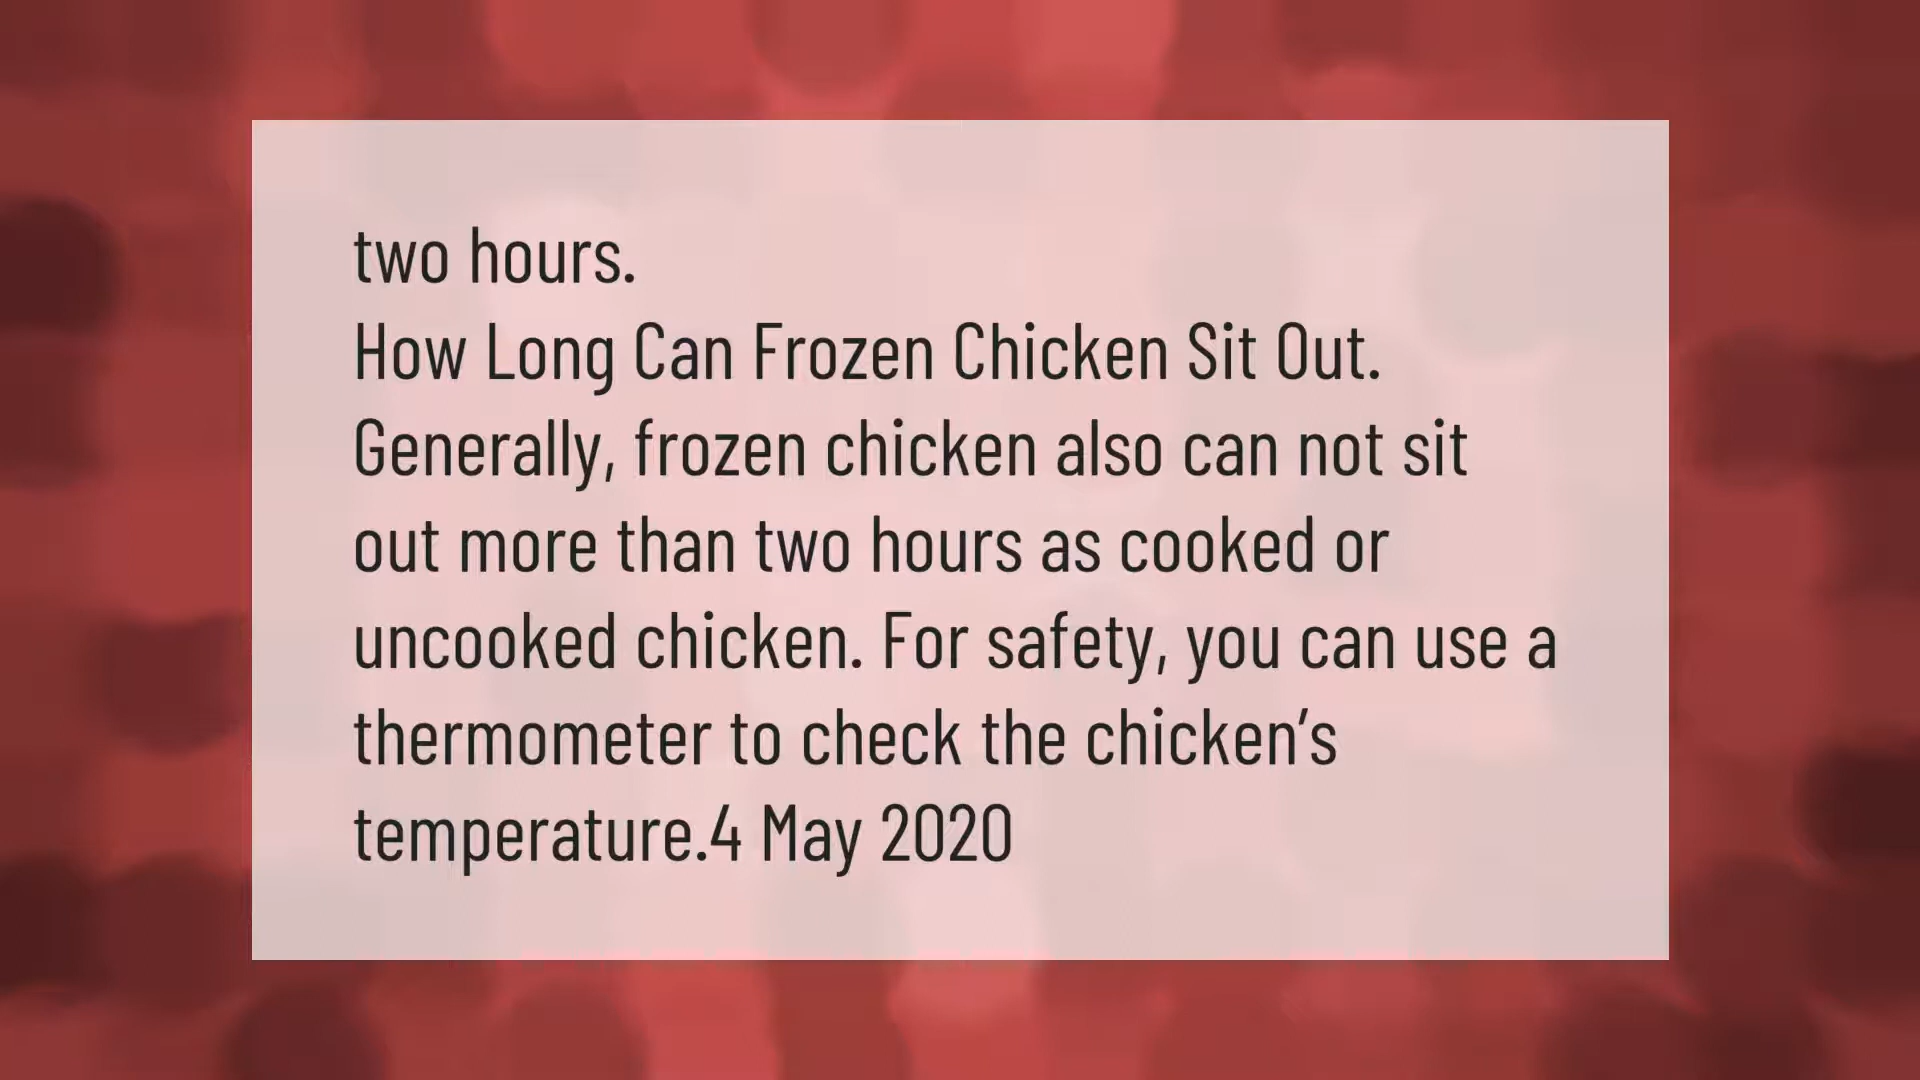 two hours.
How Long Can Frozen Chicken Sit Out.
Generally, frozen chicken also can not sit
out more than two hours as cooked or
uncooked chicken. For safety, you can use a
thermometer to check the chicken’s
temperature.4 May 2020